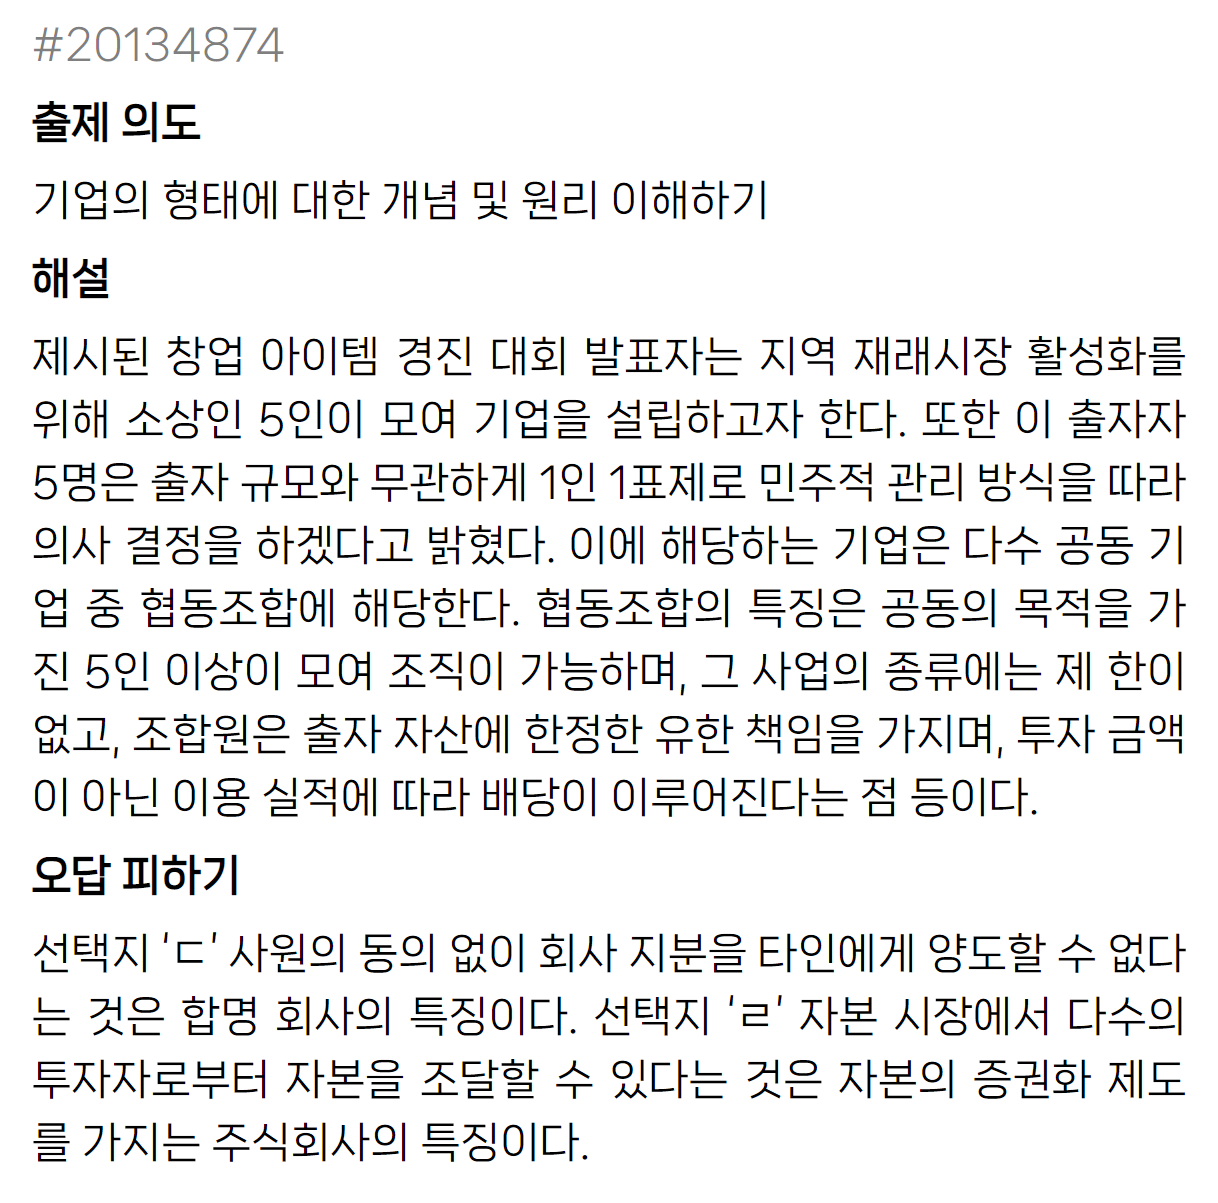 #20134874
출제 의도
기업의 형태에 대한 개념 및 원리 이해하기
해설
제시된 창업 아이템 경진 대회 발표자는 지역 재래시장 활성화를
위해 소상인 5인이 모여 기업을 설립하고자 한다. 또한 이 출자자
5명은 출자 규모와 무관하게 1인 1표제로 민주적 관리 방식을 따라
의사 결정을 하겠다고 밝혔다. 이에 해당하는 기업은 다수 공동 기
업 중 협동조합에 해당한다. 협동조합의 특징은 공동의 목적을 가
진 5인 이상이 모여 조직이 가능하며, 그 사업의 종류에는 제 한이
없고, 조합원은 출자 자산에 한정한 유한 책임을 가지며, 투자 금액
이 아닌 이용 실적에 따라 배당이 이루어진다는 점 등이다.
오답 피하기
선택지 ‘ㄷ’ 사원의 동의 없이 회사 지분을 타인에게 양도할 수 없다
는 것은 합명 회사의 특징이다. 선택지 ‘ㄹ’ 자본 시장에서 다수의
투자자로부터 자본을 조달할 수 있다는 것은 자본의 증권화 제도
를 가지는 주식회사의 특징이다.